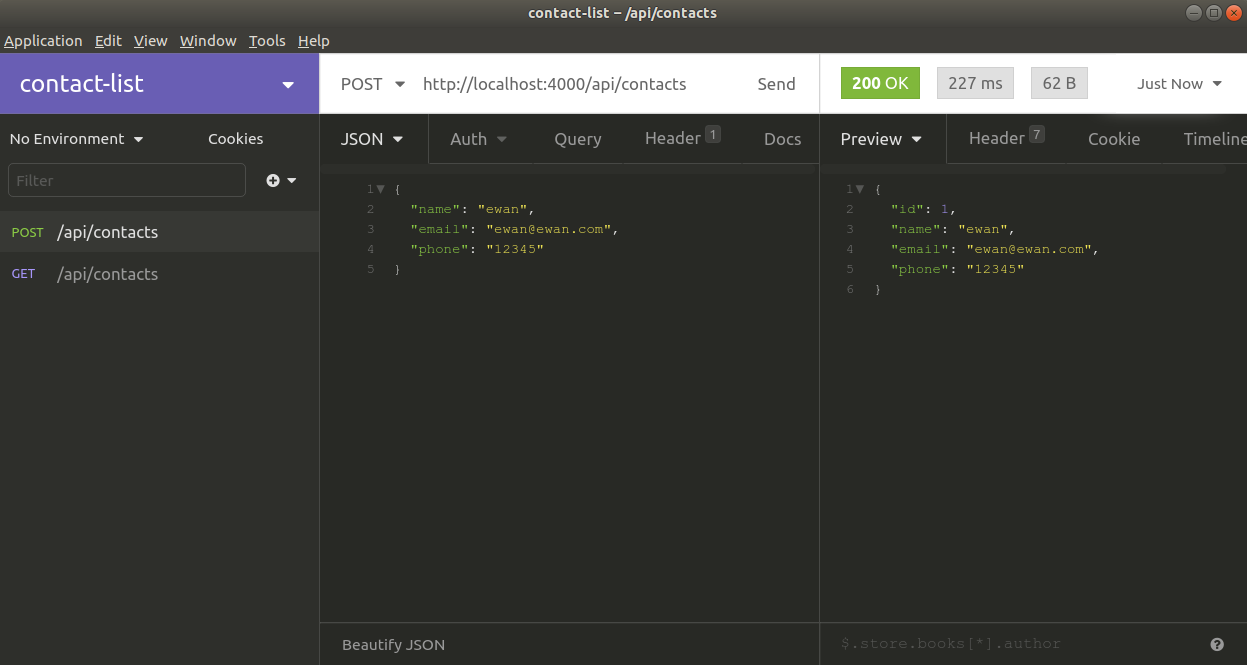 contact-list – /api/contacts
Application Edit View Window Tools Help
contact-list
POST http://localhost:4000/api/contacts Send
200 OK 227 ms 62 B Just Now
No Environment Cookies
JSON Auth Query Header 1 Docs
Preview Header 7 Cookie Timeline
Filter
POST /api/contacts
GET /api/contacts
1 {
2 "name": "ewan",
3 "email": "ewan@ewan.com",
4 "phone": "12345"
5 }
1 {
2 "id": 1,
3 "name": "ewan",
4 "email": "ewan@ewan.com",
5 "phone": "12345"
6 }
Beautify JSON
$.store.books[*].author